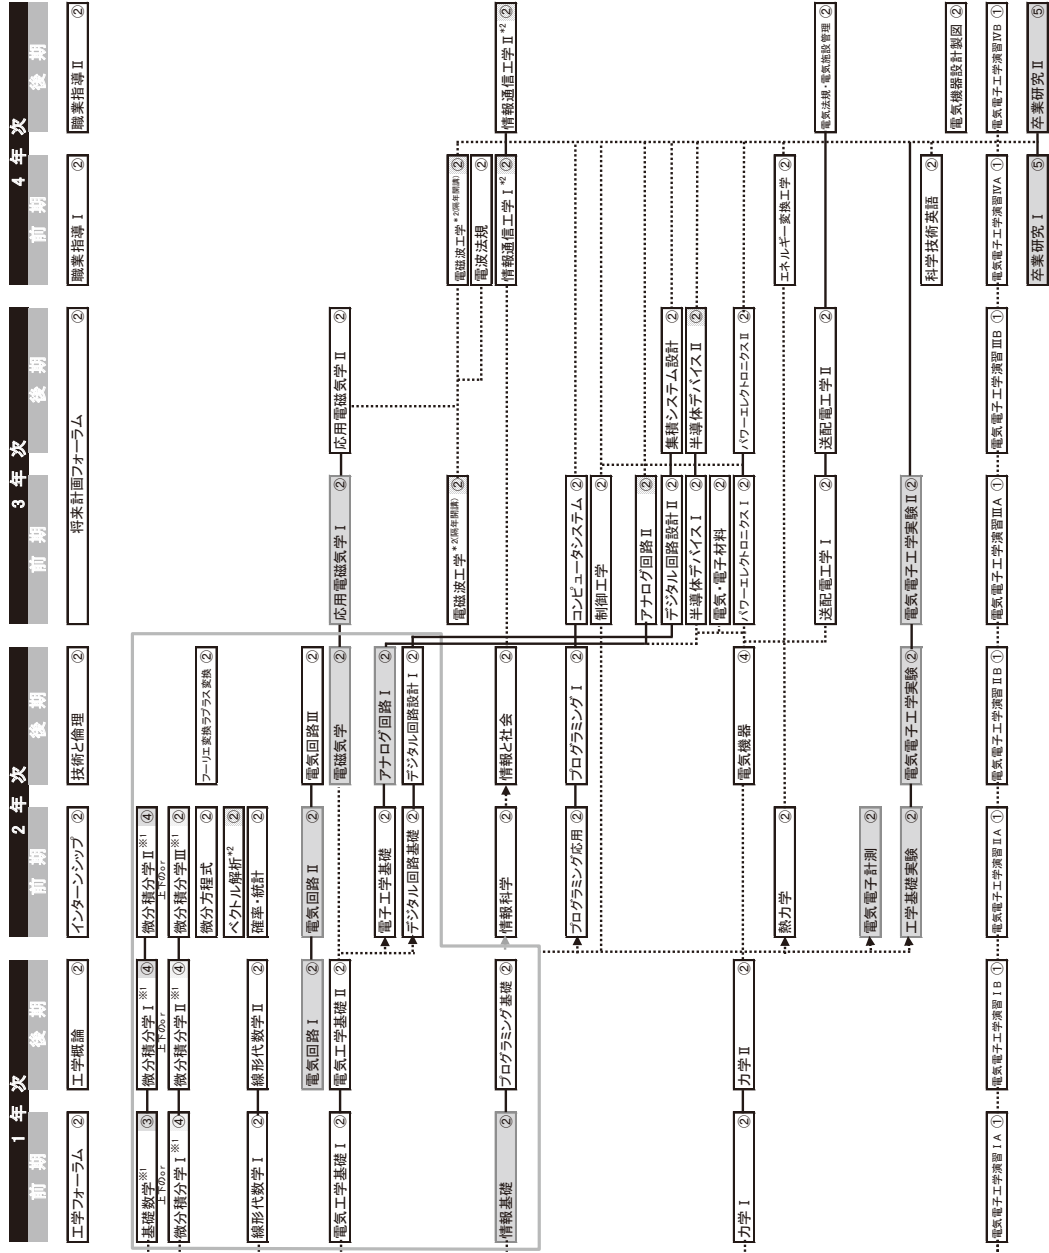 1 年 次
2 年 次
3 年 次
4 年 次
前 期
後 期
前 期
後 期
前 期
後 期
前 期
後 期
工学フォーラム ②
工学概論 ②
インターンシップ ②
技術と倫理 ②
将来計画フォーラム ②
職業指導Ⅰ ②
職業指導Ⅱ ②
基礎数学※1 ③
上下のor
微分積分学Ⅰ※1 ④
上下のor
微分積分学Ⅱ※1 ④
上下のor
微分積分学Ⅰ※1 ④
微分積分学Ⅱ※1 ④
微分積分学Ⅲ※1 ②
微分方程式 ②
フーリエ変換ラプラス変換 ②
ベクトル解析*2 ②
線形代数学Ⅰ ②
線形代数学Ⅱ ②
確率・統計 ②
電気回路Ⅰ ②
電気回路Ⅱ ②
電気回路Ⅲ ②
電気工学基礎Ⅰ ②
電気工学基礎Ⅱ ②
電磁気学 ②
応用電磁気学Ⅰ ②
応用電磁気学Ⅱ ②
電子工学基礎 ②
アナログ回路Ⅰ ②
デジタル回路基礎 ②
デジタル回路設計Ⅰ ②
電磁波工学*2(隔年開講) ②
電磁波工学*2(隔年開講) ②
電波法規 ②
情報基礎 ②
プログラミング基礎 ②
情報科学 ②
情報と社会 ②
情報通信工学Ⅰ*2 ②
情報通信工学Ⅱ*2 ②
プログラミング応用 ②
プログラミングⅠ ②
コンピュータシステム ②
制御工学 ②
アナログ回路Ⅱ ②
デジタル回路設計Ⅱ ②
集積システム設計 ②
半導体デバイスⅠ ②
半導体デバイスⅡ ②
電気・電子材料 ②
力学Ⅰ ②
力学Ⅱ ②
電気機器 ④
パワーエレクトロニクスⅠ ②
パワーエレクトロニクスⅡ ②
熱力学 ②
エネルギー変換工学 ②
送配電工学Ⅰ ②
送配電工学Ⅱ ②
電気法規・電気施設管理 ②
電気電子計測 ②
工学基礎実験 ②
電気電子工学実験 ②
電気電子工学実験Ⅱ ②
科学技術英語 ②
電気機器設計製図 ②
電気電子工学演習ⅠA ①
電気電子工学演習ⅠB ①
電気電子工学演習ⅡA ①
電気電子工学演習ⅡB ①
電気電子工学演習ⅢA ①
電気電子工学演習ⅢB ①
電気電子工学演習ⅣA ①
電気電子工学演習ⅣB ①
卒業研究Ⅰ ⑤
卒業研究Ⅱ ⑤